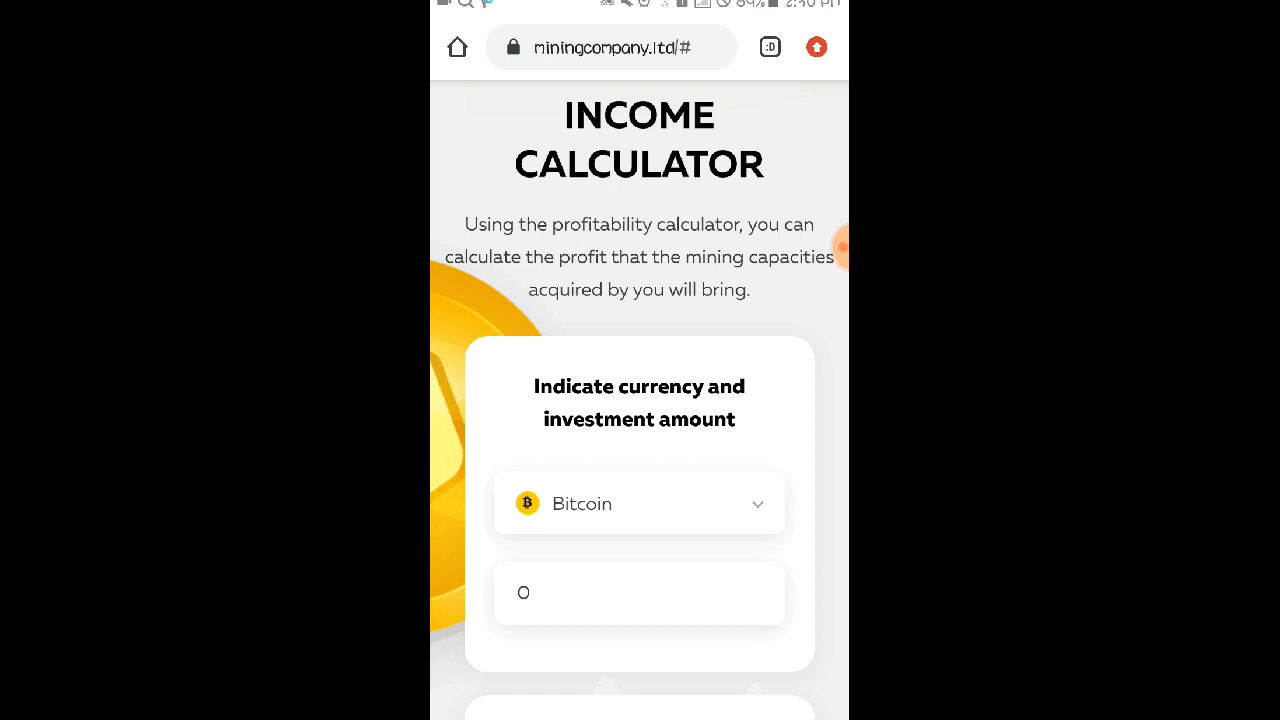 miningcompany.ltd/#
:D
INCOME
CALCULATOR
Using the profitability calculator, you can
calculate the profit that the mining capacities
acquired by you will bring.
Indicate currency and
investment amount
Bitcoin
0